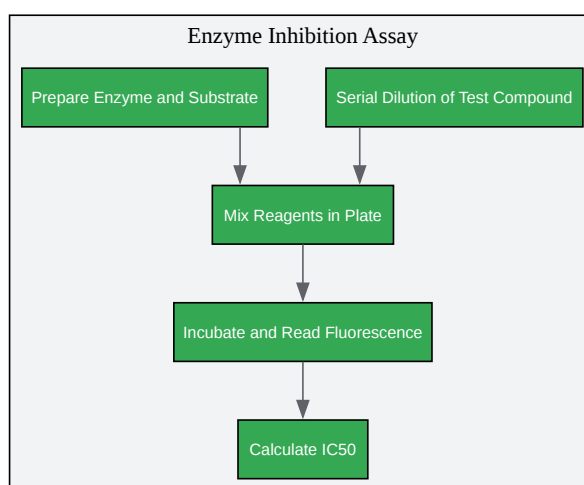 Enzyme Inhibition Assay
Prepare Enzyme and Substrate
Serial Dilution of Test Compound
Mix Reagents in Plate
Incubate and Read Fluorescence
Calculate IC50